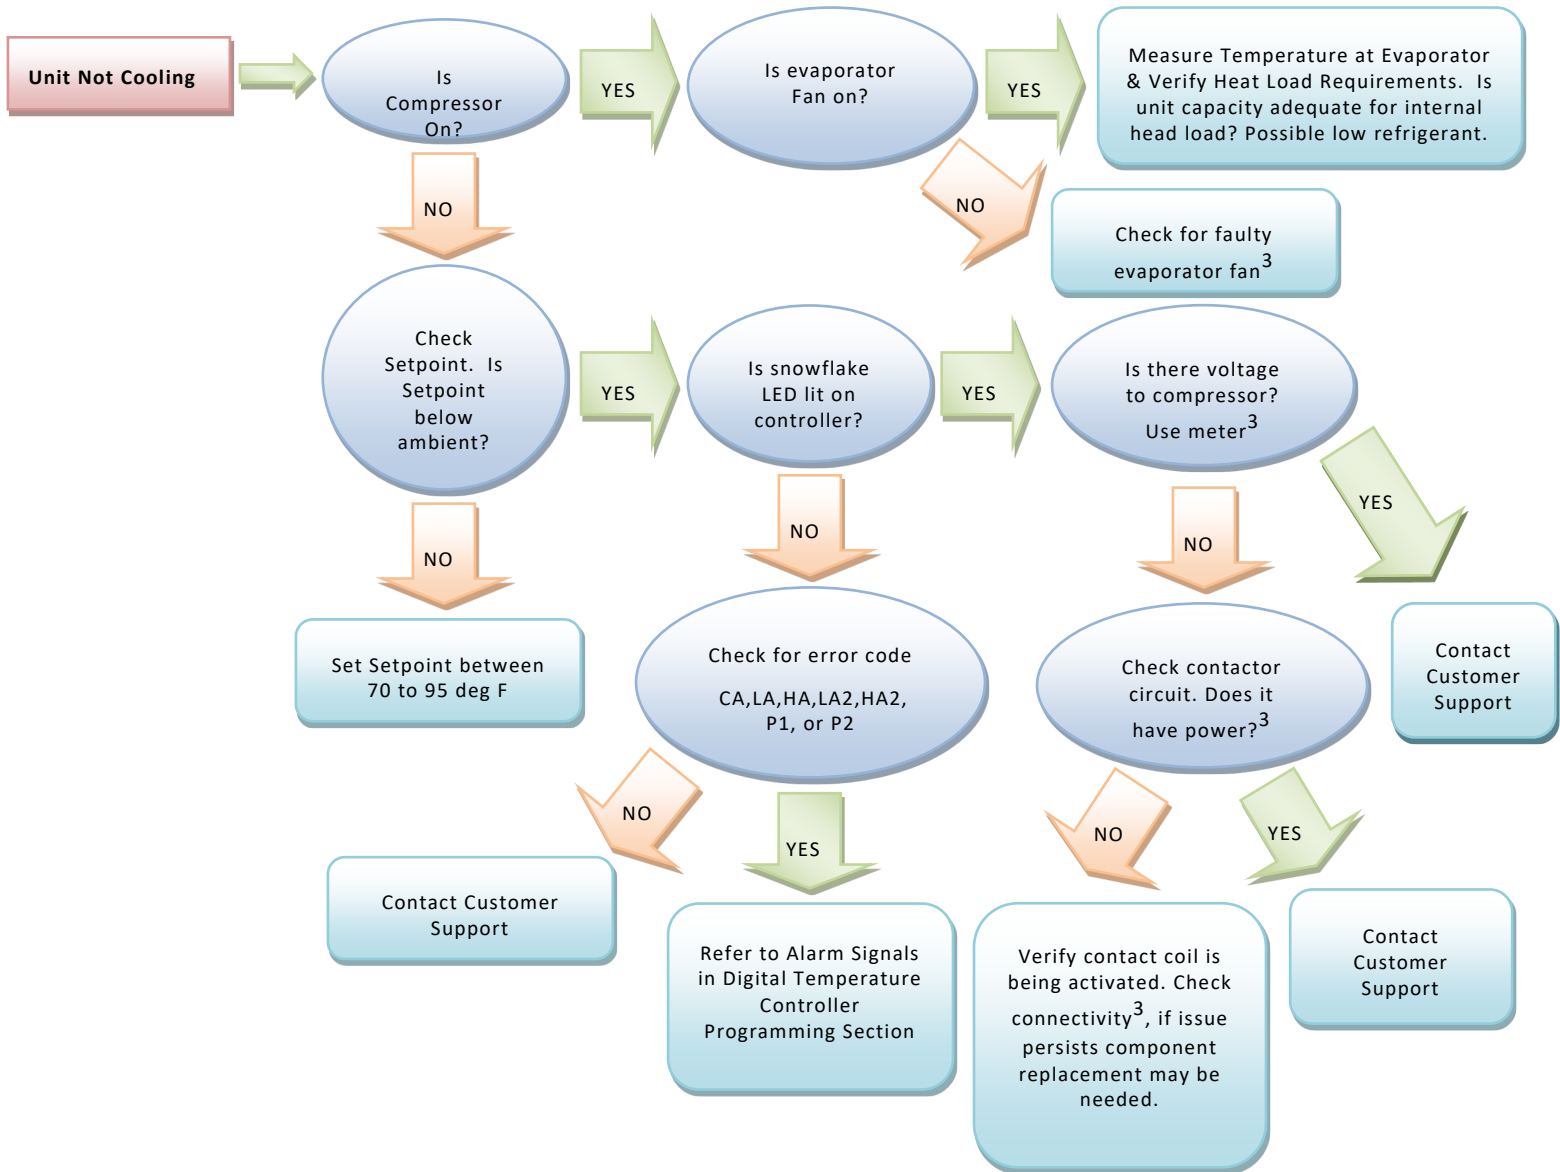 Unit Not Cooling
Is
Compressor
On?
YES
Is evaporator
Fan on?
YES
Measure Temperature at Evaporator
& Verify Heat Load Requirements.  Is
unit capacity adequate for internal
head load? Possible low refrigerant.
NO
NO
Check for faulty
evaporator fan3
Check
Setpoint.  Is
Setpoint
below
ambient?
YES
Is snowflake
LED lit on
controller?
YES
Is there voltage
to compressor?
Use meter3
NO
NO
NO
YES
Set Setpoint between
70 to 95 deg F
Check for error code
CA,LA,HA,LA2,HA2,
P1, or P2
Check contactor
circuit. Does it
have power?3
Contact
Customer
Support
NO
YES
NO
YES
Contact Customer
Support
Refer to Alarm Signals
in Digital Temperature
Controller
Programming Section
Verify contact coil is
being activated. Check
connectivity3, if issue
persists component
replacement may be
needed.
Contact
Customer
Support